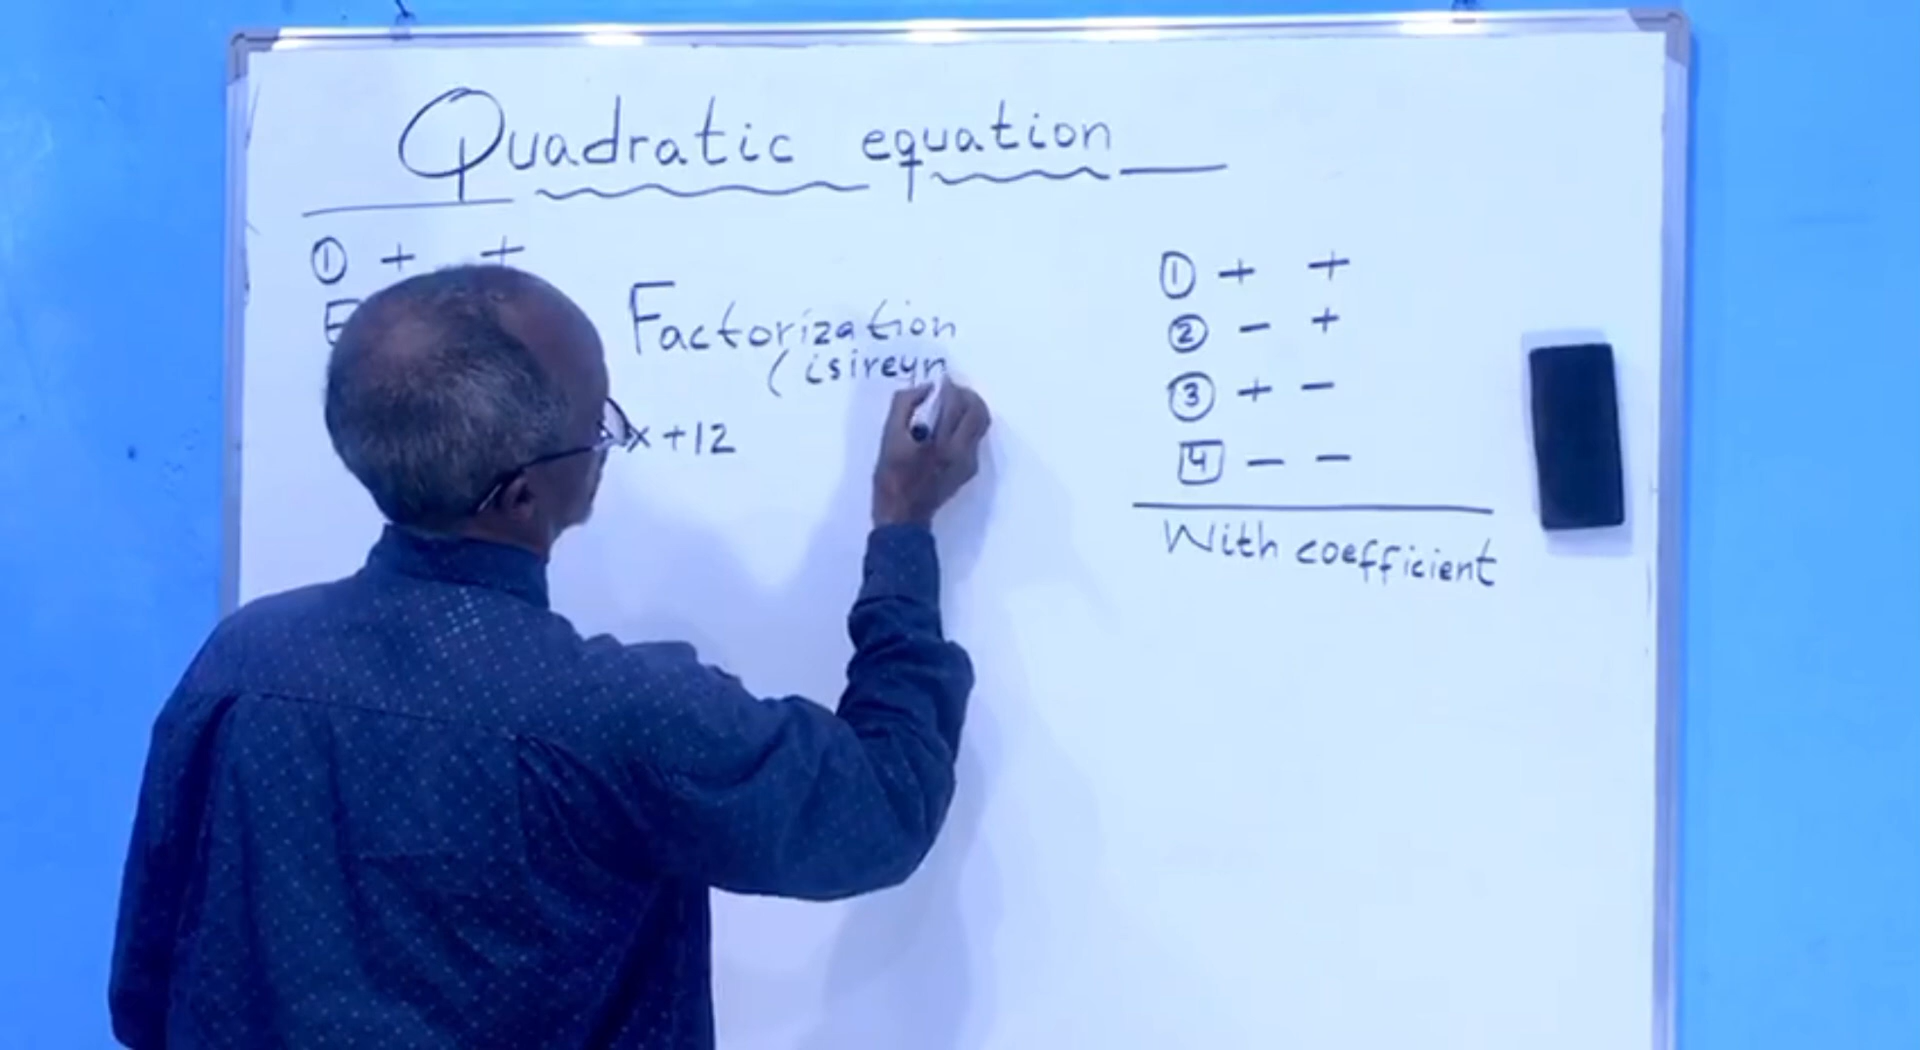 Quadratic equation
① + +
E
Factorization
(isireyn
x + 12
① + +
② - +
③ + -
4 - -
With coefficient